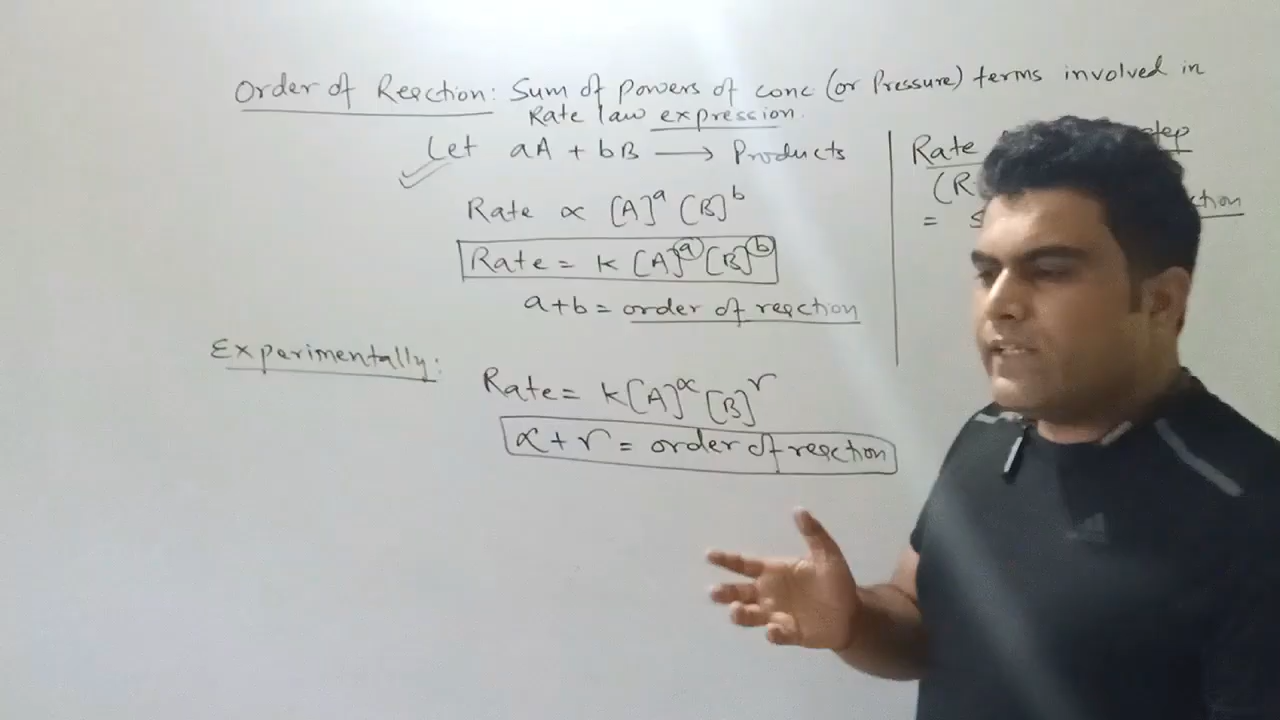 Order of Reaction: Sum of Powers of conc (or Pressure) terms involved in
Rate law expression.
Let aA + bB ⟶ Products
Rate ∝ [A]^a [B]^b
Rate = K [A]^a [B]^b
a+b = order of reaction
Experimentally:
Rate = K[A]^α [B]^r
α + r = order of reaction
Rate step
(R
=